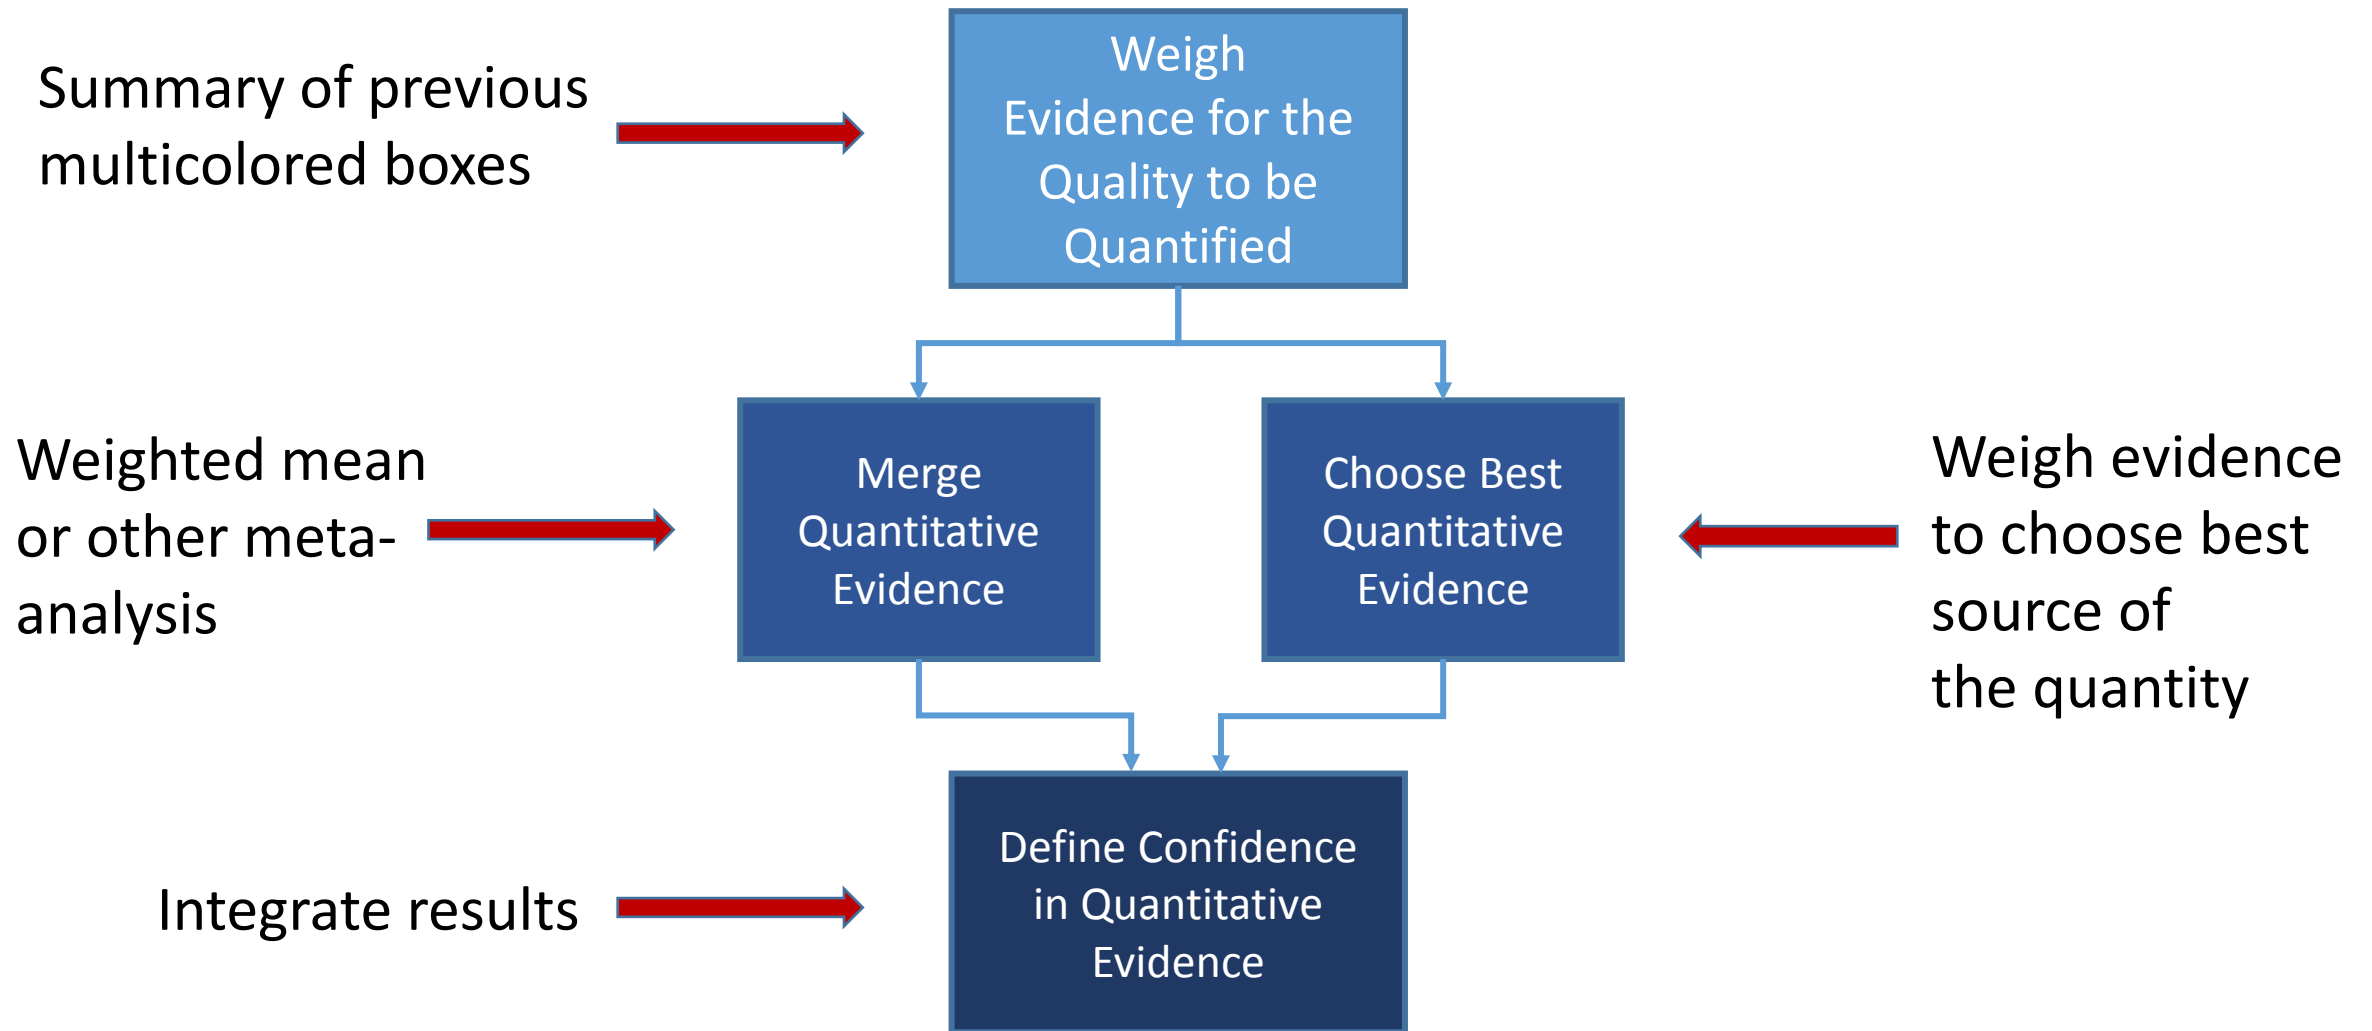 Summary of previous
multicolored boxes
Weigh
Evidence for the
Quality to be
Quantified
Weighted mean
or other meta-
analysis
Merge
Quantitative
Evidence
Choose Best
Quantitative
Evidence
Weigh evidence
to choose best
source of
the quantity
Integrate results
Define Confidence
in Quantitative
Evidence